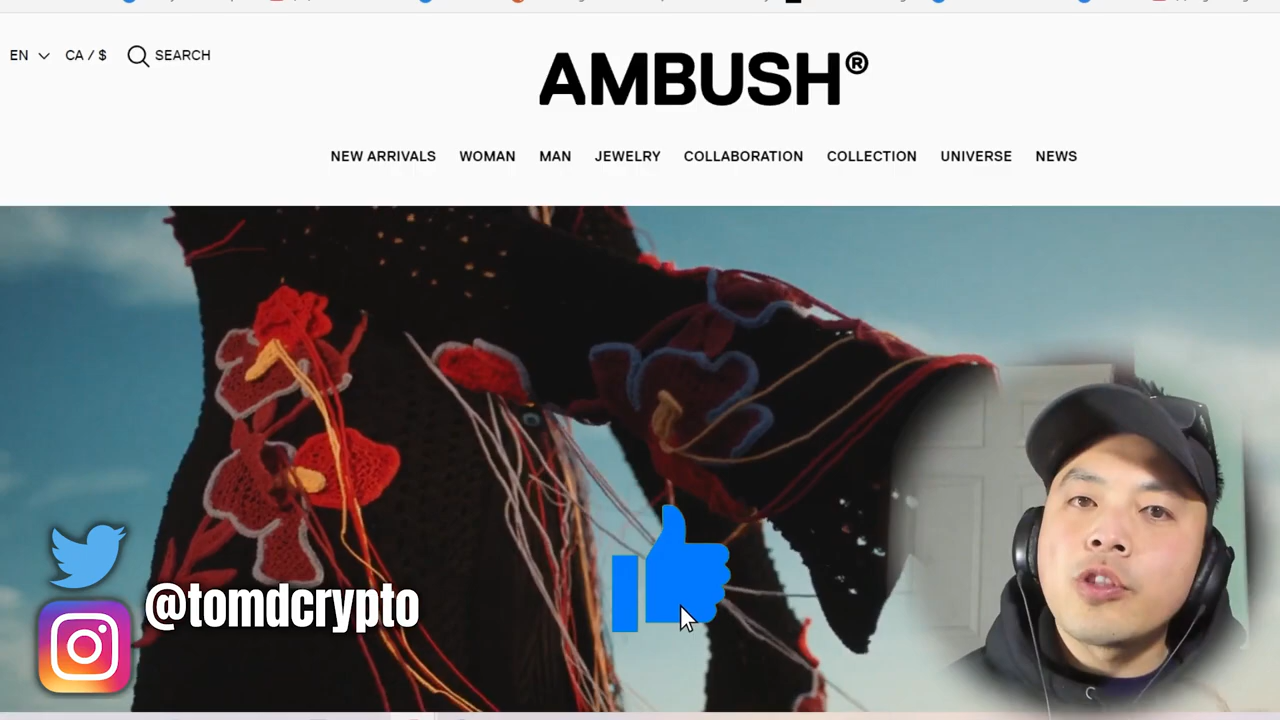 EN CA / $ SEARCH
AMBUSH®
NEW ARRIVALS WOMAN MAN JEWELRY COLLABORATION COLLECTION UNIVERSE NEWS
@tomdcrypto